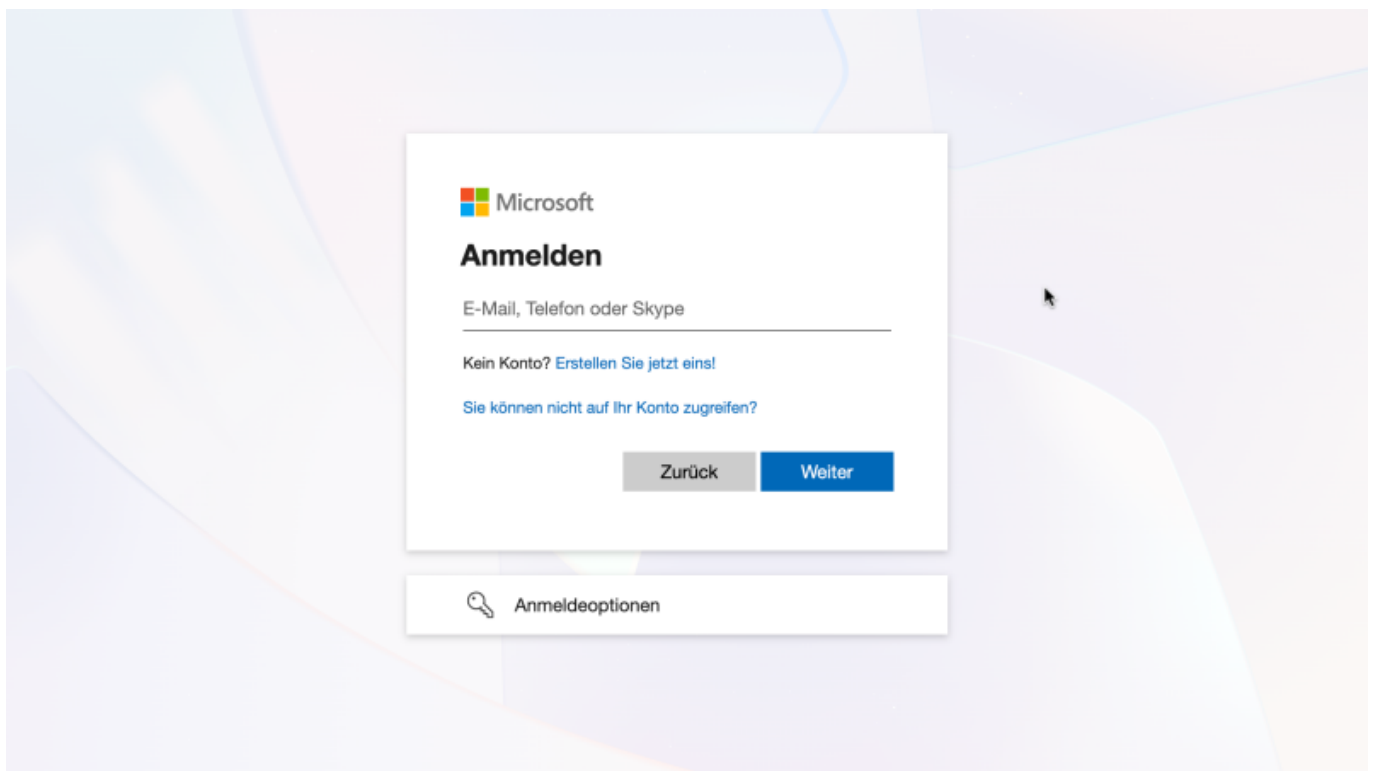 Microsoft
Anmelden
E-Mail, Telefon oder Skype
Kein Konto? Erstellen Sie jetzt eins!
Sie können nicht auf Ihr Konto zugreifen?
Zurück Weiter
Anmeldeoptionen